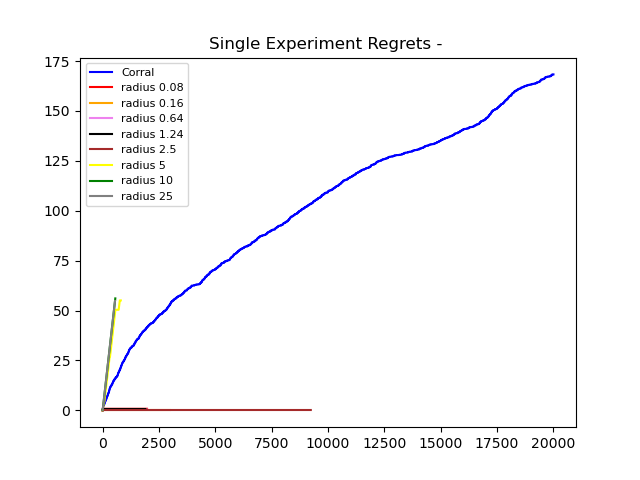 Single Experiment Regrets -
175
150
125
100
75
50
25
0
Corral
radius 0.08
radius 0.16
radius 0.64
radius 1.24
radius 2.5
radius 5
radius 10
radius 25
0 2500 5000 7500 10000 12500 15000 17500 20000